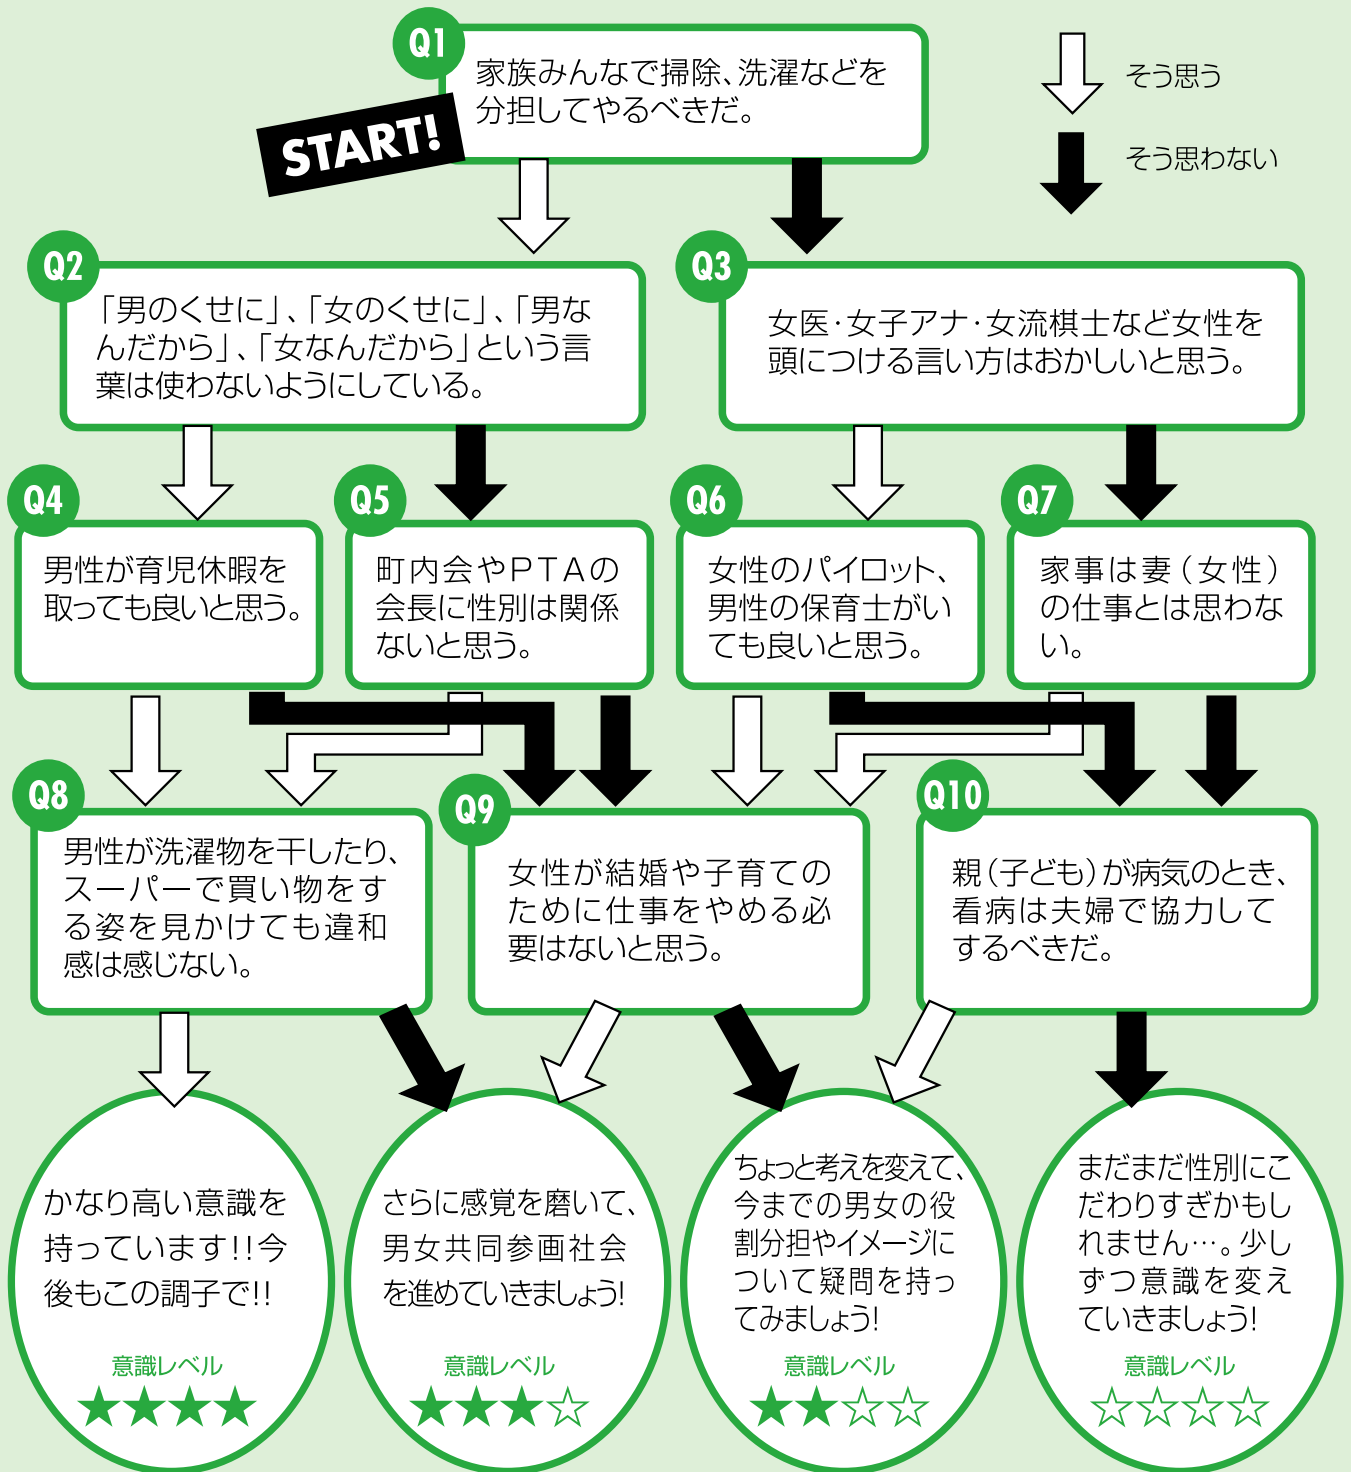 Q1
家族みんなで掃除、洗濯などを
分担してやるべきだ。
START!
そう思う
そう思わない
Q2
「男のくせに」、「女のくせに」、「男な
んだから」、「女なんだから」という言
葉は使わないようにしている。
Q3
女医・女子アナ・女流棋士など女性を
頭につける言い方はおかしいと思う。
Q4
男性が育児休暇を
取っても良いと思う。
Q5
町内会やPTAの
会長に性別は関係
ないと思う。
Q6
女性のパイロット、
男性の保育士がい
ても良いと思う。
Q7
家事は妻(女性)
の仕事とは思わな
い。
Q8
男性が洗濯物を干したり、
スーパーで買い物をす
る姿を見かけても違和
感は感じない。
Q9
女性が結婚や子育ての
ために仕事をやめる必
要はないと思う。
Q10
親(子ども)が病気のとき、
看病は夫婦で協力して
するべきだ。
かなり高い意識を
持っています!!今
後もこの調子で!!
意識レベル
★★★★
さらに感覚を磨いて、
男女共同参画社会
を進めていきましょう!
意識レベル
★★★☆
ちょっと考えを変えて、
今までの男女の役
割分担やイメージに
ついて疑問を持っ
てみましょう!
意識レベル
★★☆☆
まだまだ性別にこ
だわりすぎかもし
れません…。少し
ずつ意識を変え
ていきましょう!
意識レベル
☆☆☆☆